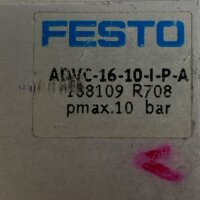 FESTO
ADVC-16-10-I-P-A
188109 R708
pmax.10 bar